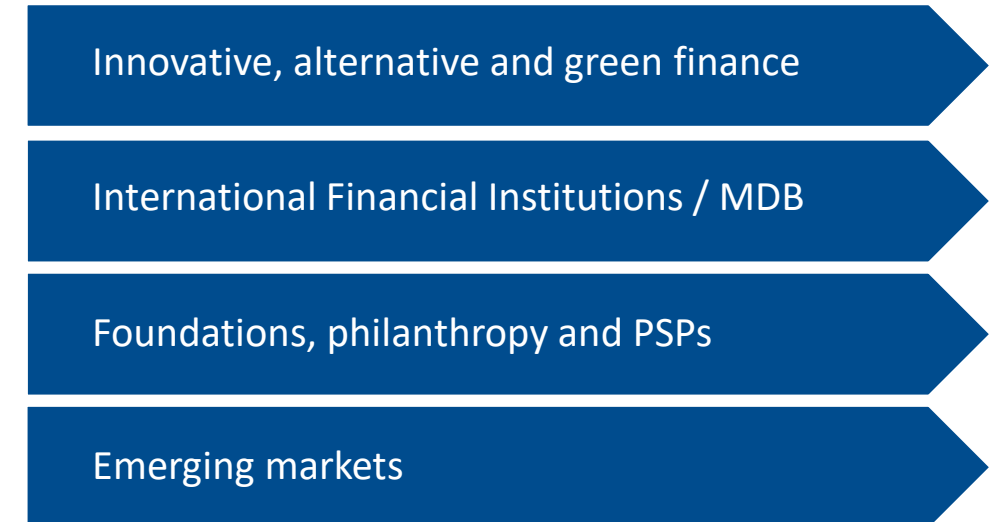 Innovative, alternative and green finance
International Financial Institutions / MDB
Foundations, philanthropy and PSPs
Emerging markets